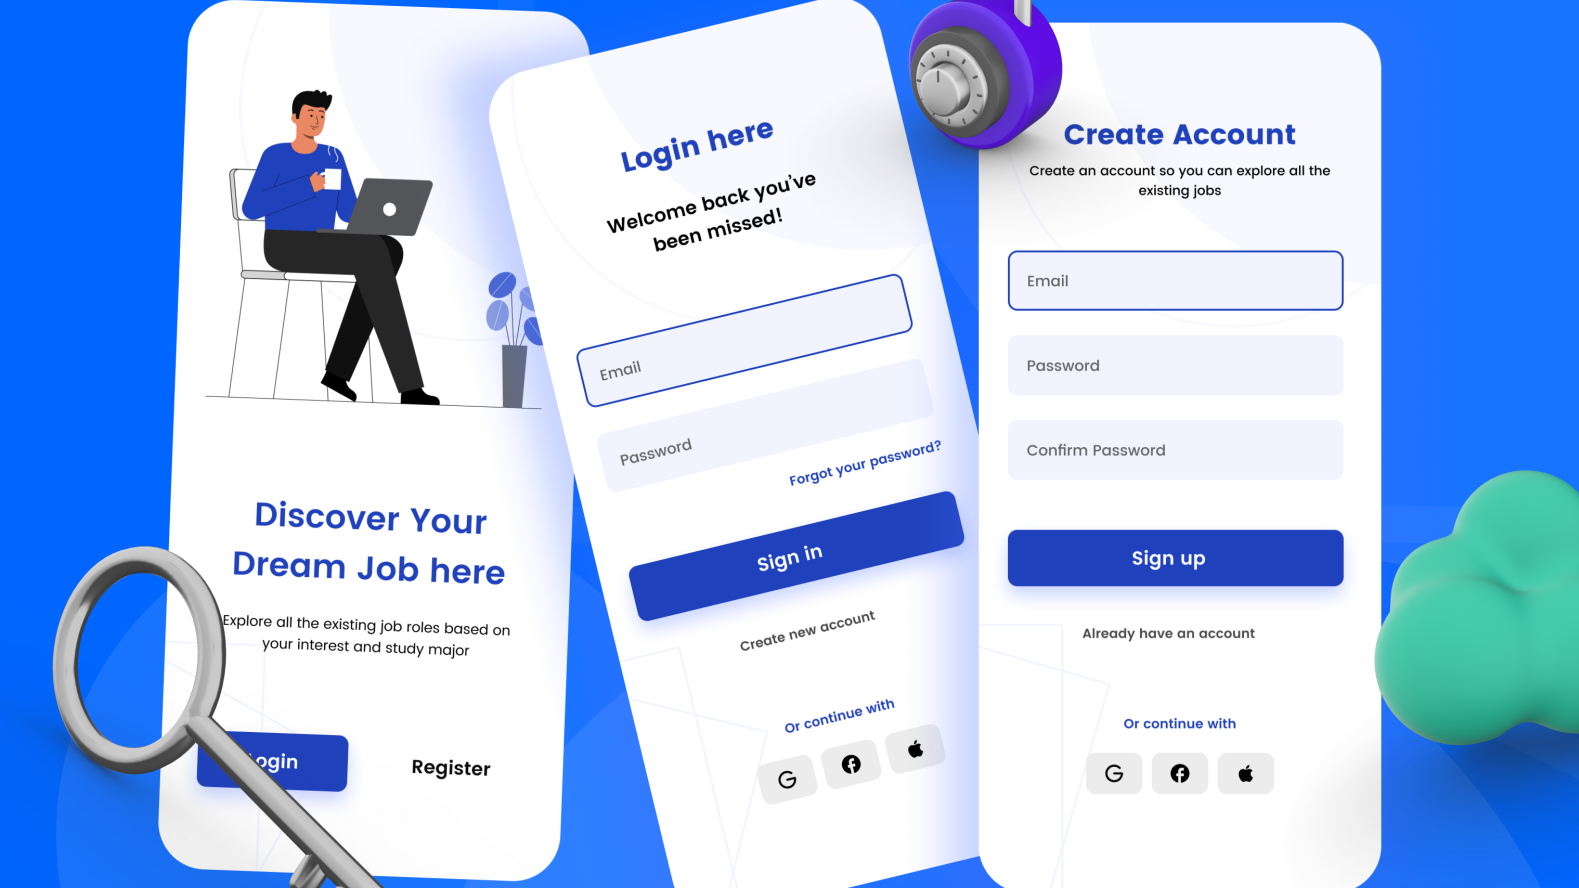 Discover Your
Dream Job here
Explore all the existing job roles based on
your interest and study major
Register
Login here
Welcome back you've
been missed!
Email
Password
Forgot your password?
Sign in
Create new account
Or continue with
Create Account
Create an account so you can explore all the
existing jobs
Email
Password
Confirm Password
Sign up
Already have an account
Or continue with